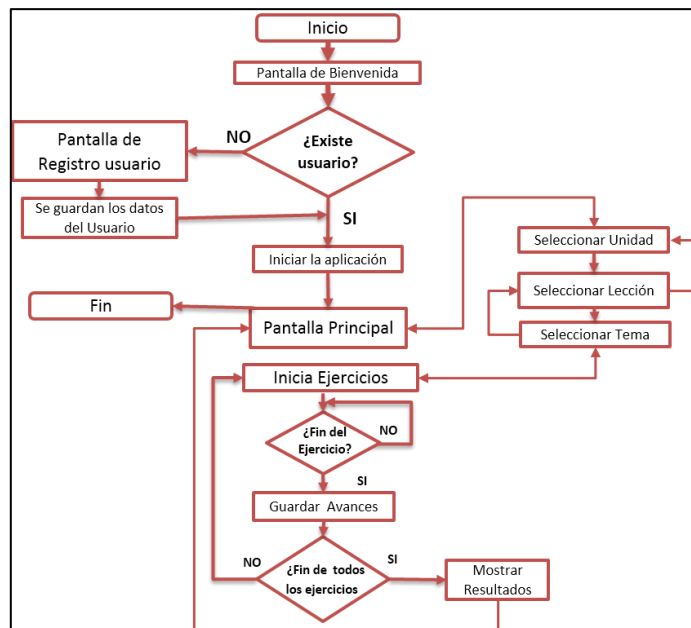 Inicio
Pantalla de Bienvenida
¿Existe
usuario?
NO
Pantalla de
Registro usuario
Se guardan los datos
del Usuario
SI
Iniciar la aplicación
Fin
Pantalla Principal
Seleccionar Unidad
Seleccionar Lección
Seleccionar Tema
Inicia Ejercicios
¿Fin del
Ejercicio?
NO
SI
Guardar Avances
¿Fin de todos
los ejercicios
NO
SI
Mostrar
Resultados